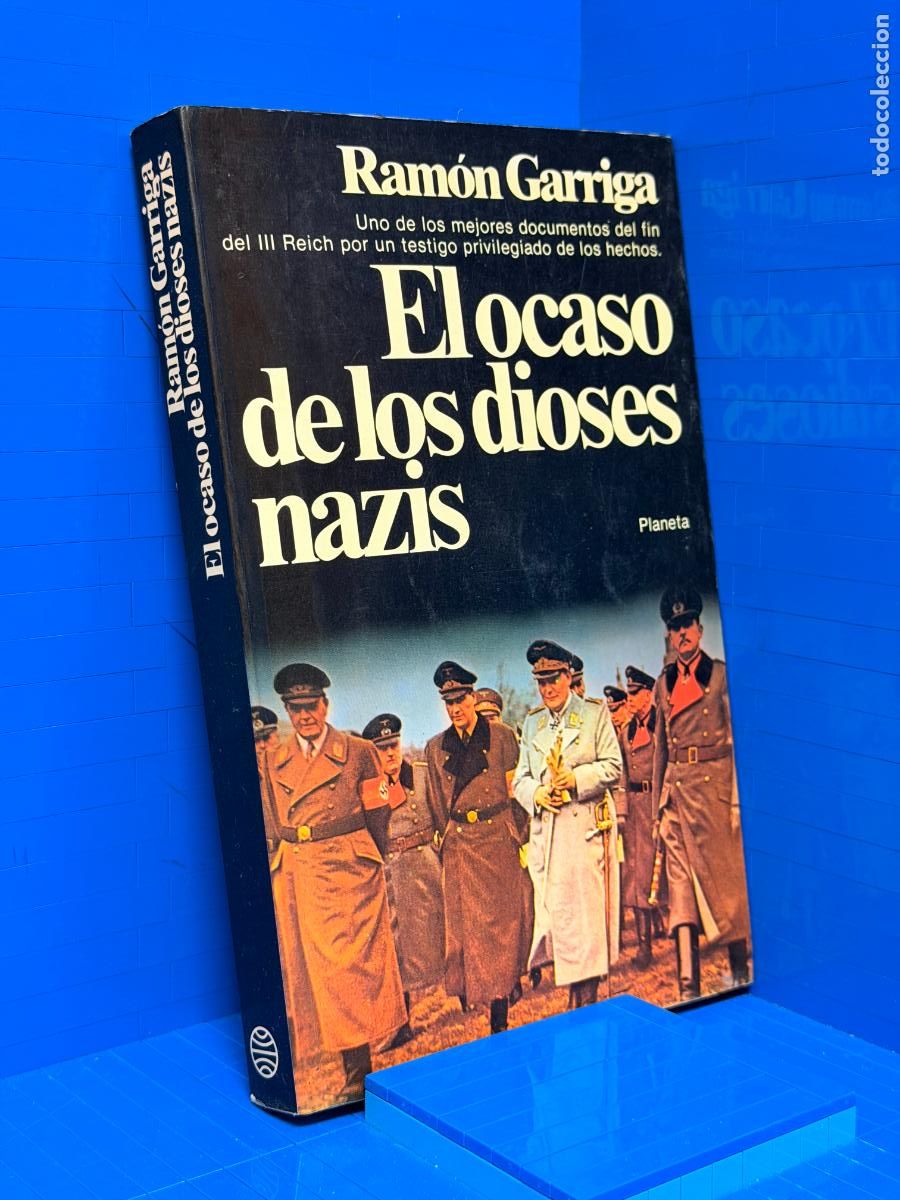 Ramón Garriga
Uno de los mejores documentos del fin
del III Reich por un testigo privilegiado de los hechos.
El ocaso
de los dioses
nazis
Planeta
Ramón Garriga
El ocaso de los dioses nazis
todocoleccion